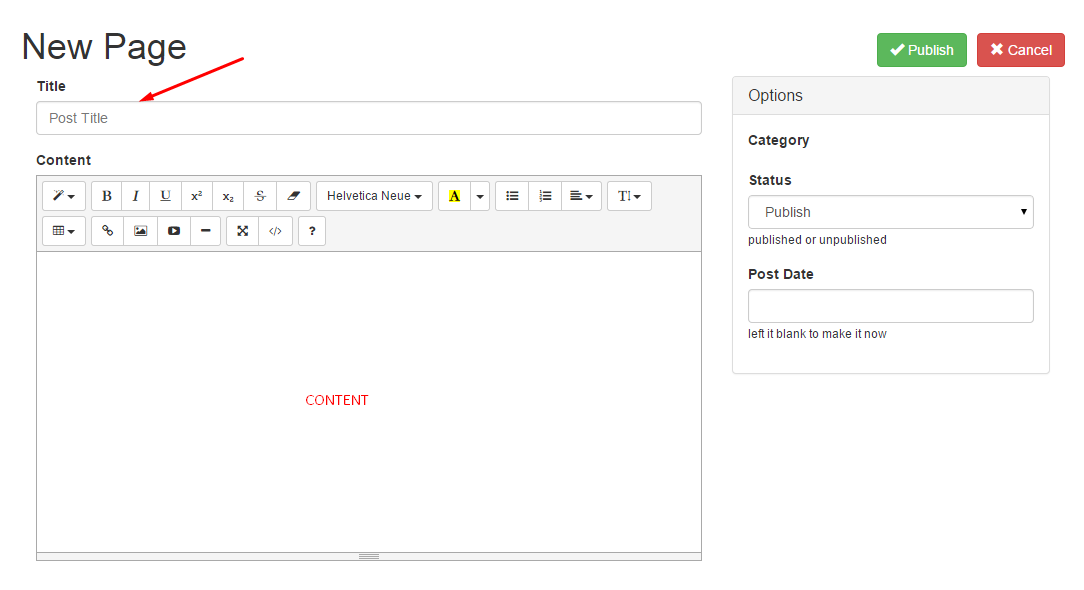 New Page
Publish
Cancel
Title
Post Title
Content
B I U x² x₂ S Helvetica Neue A T!
</> ?
CONTENT
Options
Category
Status
Publish
published or unpublished
Post Date
left it blank to make it now